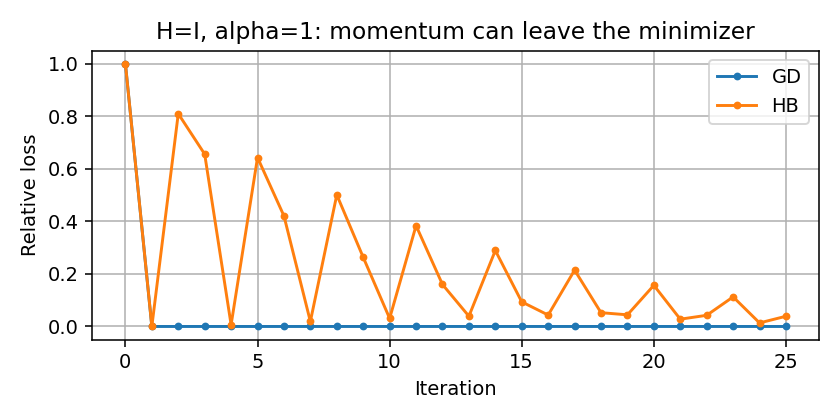 H=I, alpha=1: momentum can leave the minimizer
GD
HB
Relative loss
1.0
0.8
0.6
0.4
0.2
0.0
0 5 10 15 20 25
Iteration